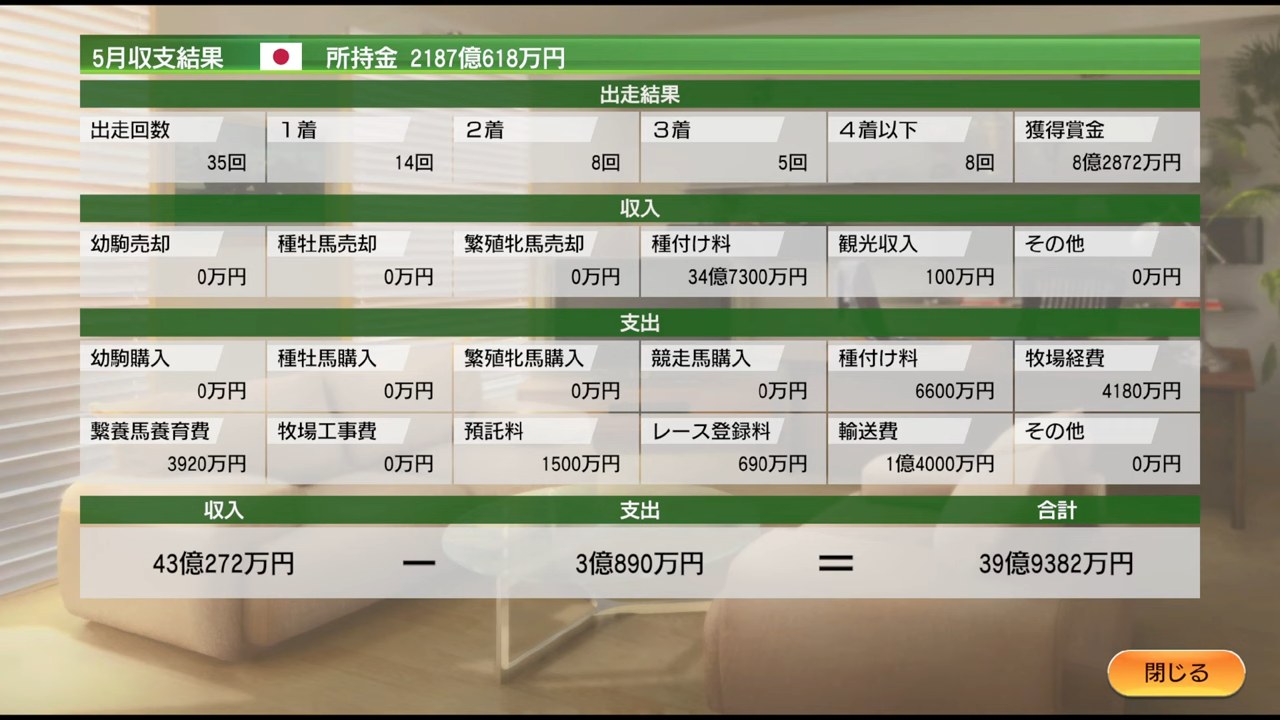 5月収支結果 所持金 2187億618万円
出走結果
出走回数 1着 2着 3着 4着以下 獲得賞金
35回 14回 8回 5回 8回 8億2872万円
収入
幼駒売却 種牡馬売却 繁殖牝馬売却 種付け料 観光収入 その他
0万円 0万円 0万円 34億7300万円 100万円 0万円
支出
幼駒購入 種牡馬購入 繁殖牝馬購入 競走馬購入 種付け料 牧場経費
0万円 0万円 0万円 0万円 6600万円 4180万円
繋養馬養育費 牧場工事費 預託料 レース登録料 輸送費 その他
3920万円 0万円 1500万円 690万円 1億4000万円 0万円
収入 支出 合計
43億272万円 － 3億890万円 ＝ 39億9382万円
閉じる